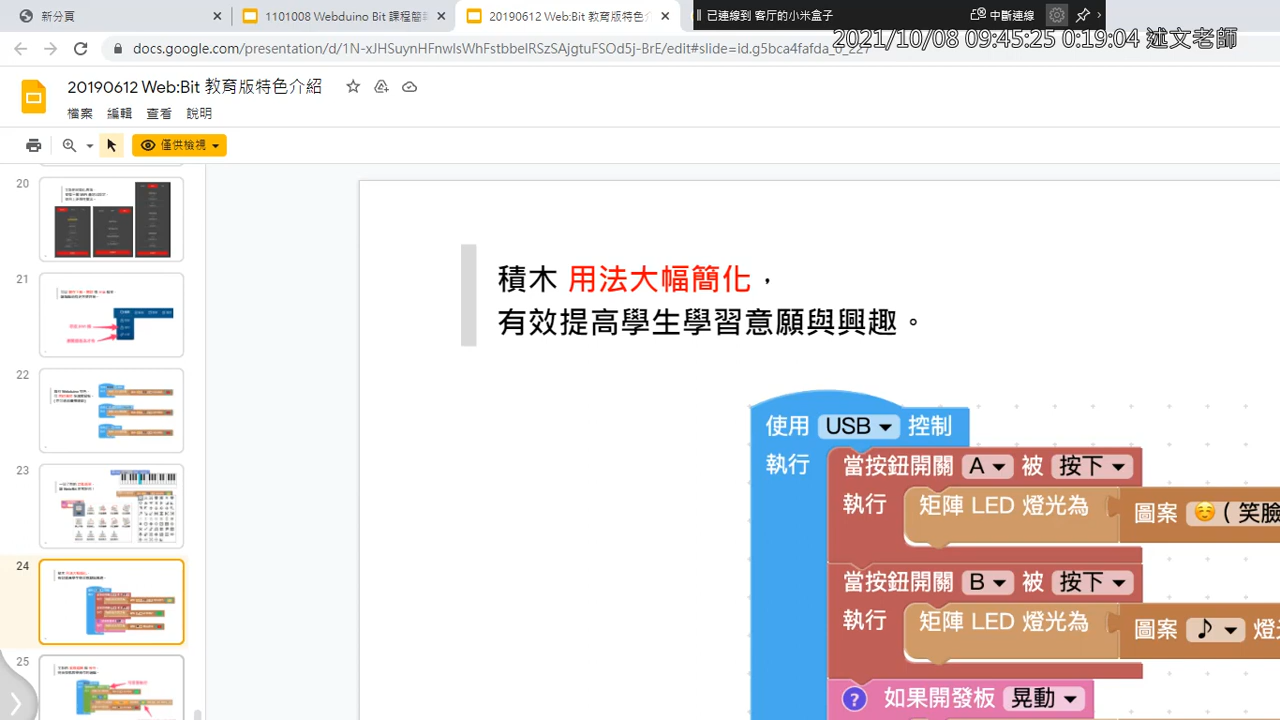 新分頁
1101008 Webduino Bit 課程簡
20190612 Web:Bit 教育版特色介
已連線到 客厅的小米盒子
中斷連線
docs.google.com/presentation/d/1N-xJHSuynHFnwIsWhFstbbelRSzSAjgtuFSOd5j-BrE/edit#slide=id.g5bca4fafda_0_227
2021/10/08 09:45:25 0:19:04 述文老師
20190612 Web:Bit 教育版特色介紹
檔案 編輯 查看 說明
僅供檢視
20
21
22
23
24
25
積木 用法大幅簡化，
有效提高學生學習意願與興趣。
使用 USB 控制
執行 當按鈕開關 A 被 按下
執行 矩陣 LED 燈光為 圖案 ( 笑臉
當按鈕開關 B 被 按下
執行 矩陣 LED 燈光為 圖案 ♪
? 如果開發板 晃動